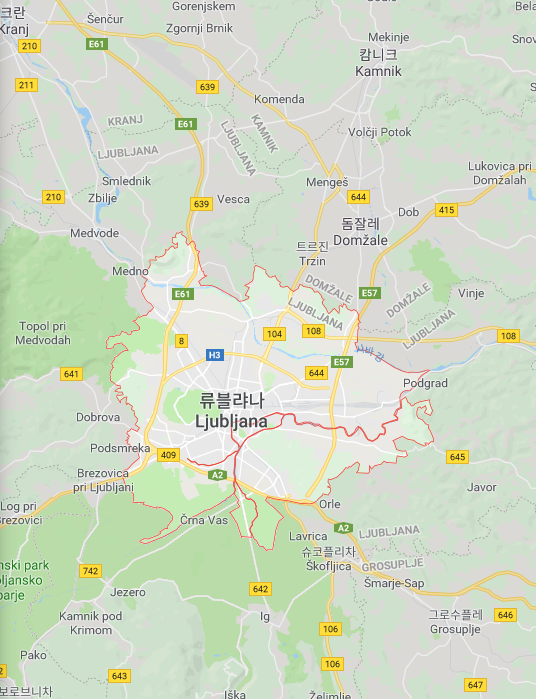 Gorenjskem
크란
Kranj
Šenčur
Zgornji Brnik
Mekinje
210
E61
캄니크
Kamnik
211
639
Komenda
KRANJ
LJUBLJANA
E61
LJUBLJANA
KAMNIK
Volčji Potok
Smlednik
Zbilje
210
Vesca
639
Mengeš
644
Lukovica pri
Domžalah
Dob
415
돔잘레
Domžale
Medvode
트르진
Trzin
Medno
E61
DOMŽALE
LJUBLJANA
E57
Vinje
DOMŽALE
LJUBLJANA
Topol pri
Medvodah
8
104
108
108
H3
E57
사바 강
641
644
Podgrad
류블랴나
Ljubljana
Dobrova
Podsmreka
409
645
Brezovica
pri Ljubljani
A2
Javor
Log pri
Brezovici
Orle
Črna Vas
A2
LJUBLJANA
Lavrica
슈코플리차
Škofljica
GROSUPLJE
742
Šmarje-Sap
Jezero
642
Kamnik pod
Krimom
Ig
106
그로수플레
Grosuplje
646
Pako
106
643
647
보로브니차
Iška
Želimlje